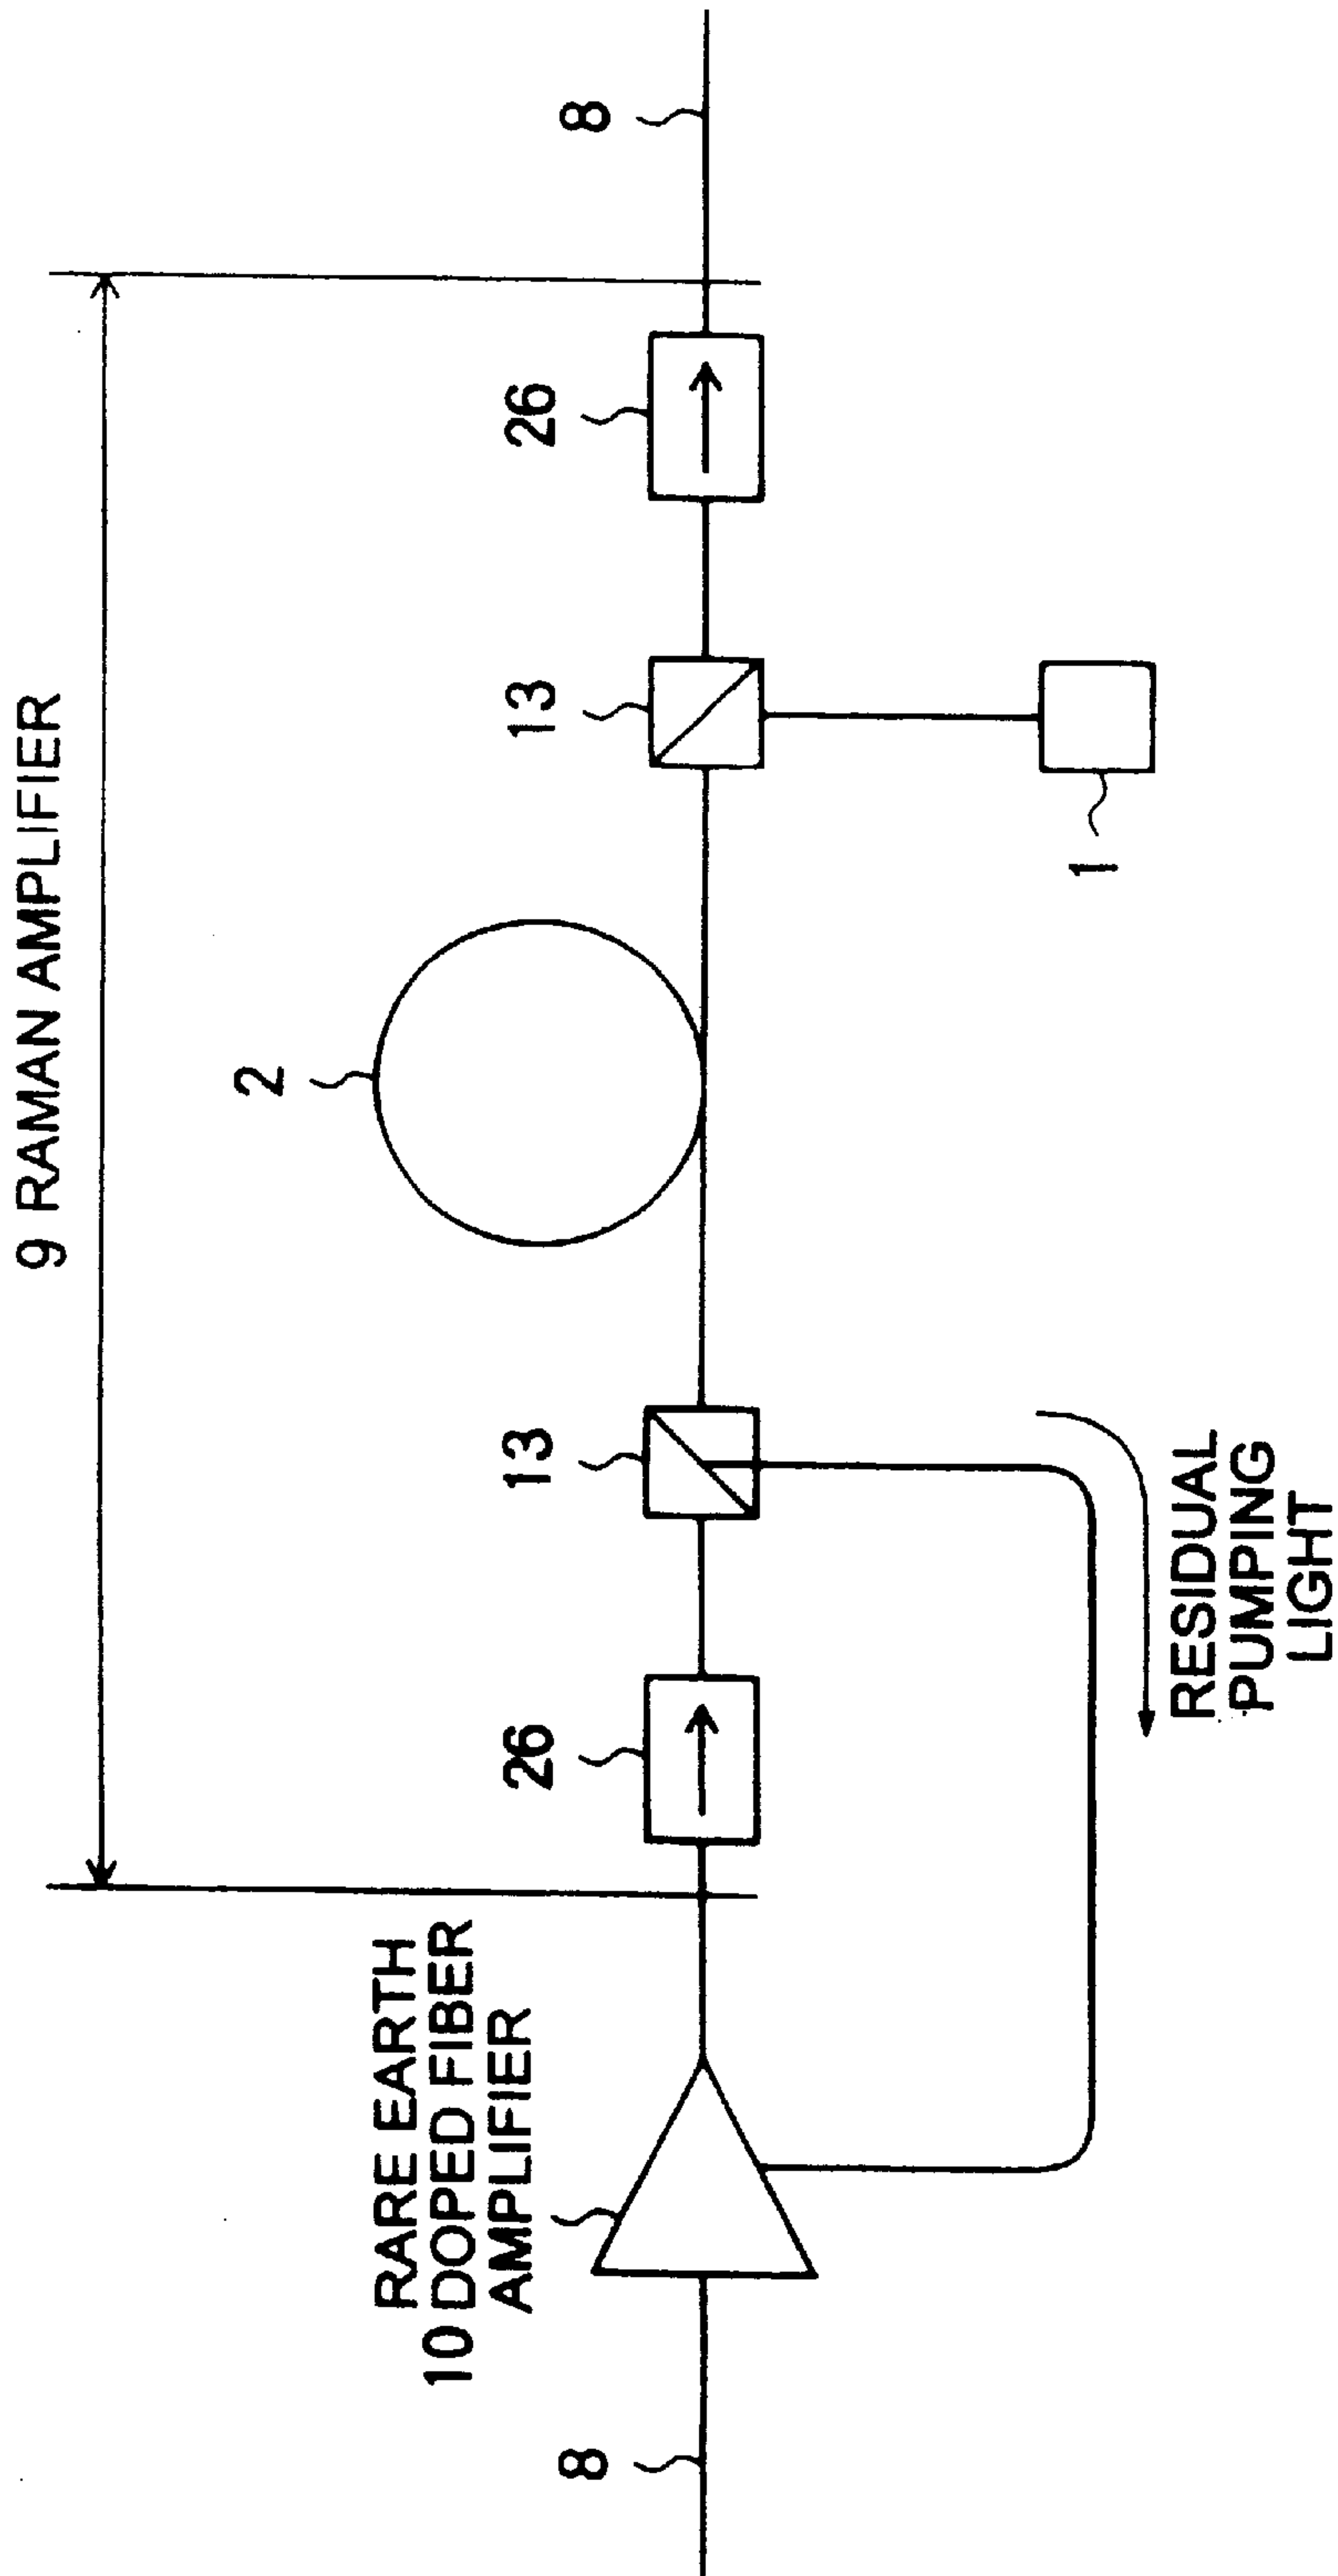 9 RAMAN AMPLIFIER
RARE EARTH
10 DOPED FIBER
AMPLIFIER
2
26
13
13
26
8
8
1
RESIDUAL
PUMPING
LIGHT